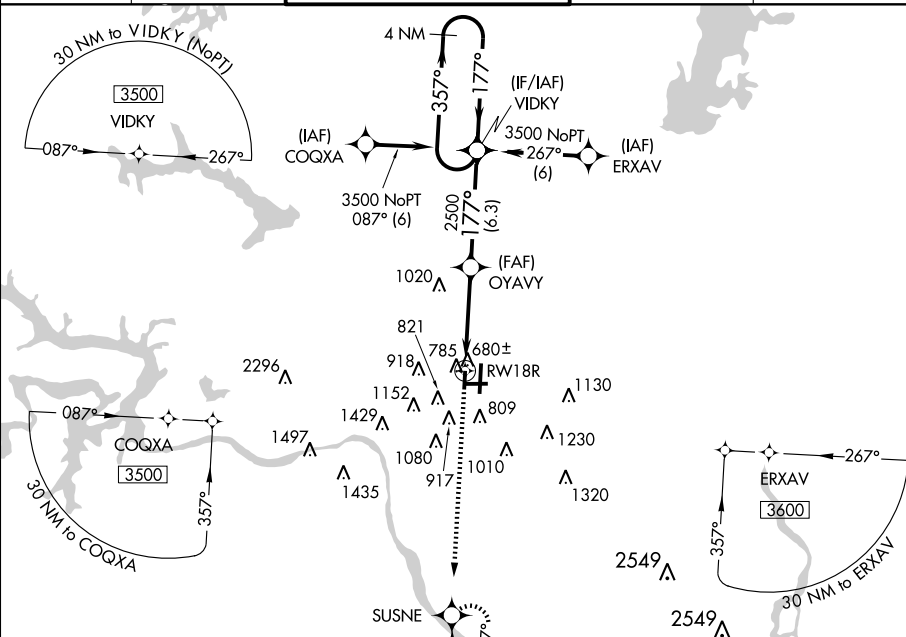 30 NM to VIDKY (NoPT)
3500
VIDKY
087°
267°
4 NM
357°
177°
(IF/IAF)
VIDKY
(IAF)
COQXA
3500 NoPT
087° (6)
3500 NoPT
267°
(6)
(IAF)
ERXAV
2500
177°
(6.3)
(FAF)
OYAVY
1020
821
785
680±
918
RW18R
2296
1152
1130
1429
809
1497
1230
1080
917
1010
1435
1320
087°
COQXA
3500
357°
30 NM to COQXA
267°
ERXAV
3600
357°
30 NM to ERXAV
2549
2549
SUSNE
7°